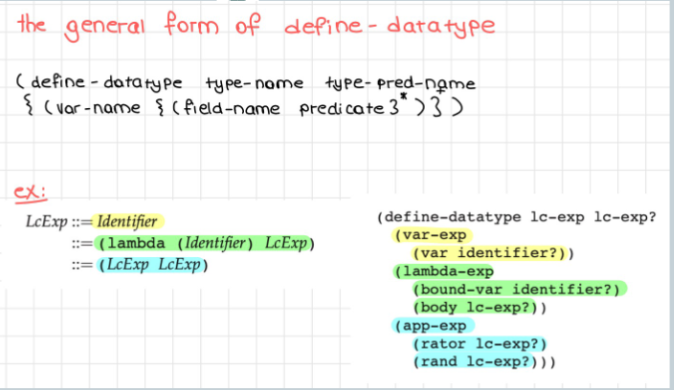 the general form of define-datatype
(define-datatype type-name type-pred-name
{(var-name {(field-name predicate}*)})
ex:
LcExp ::= Identifier
::= (lambda (Identifier) LcExp)
::= (LcExp LcExp)
(define-datatype lc-exp lc-exp?
(var-exp
(var identifier?))
(lambda-exp
(bound-var identifier?)
(body lc-exp?))
(app-exp
(rator lc-exp?)
(rand lc-exp?)))